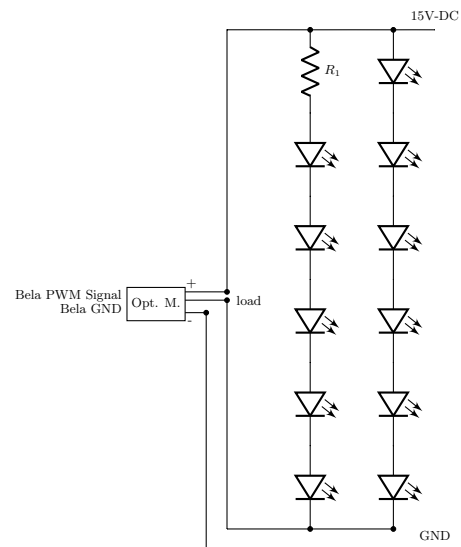 15V-DC
R1
+
Bela PWM Signal
Opt. M.
load
Bela GND
-
GND